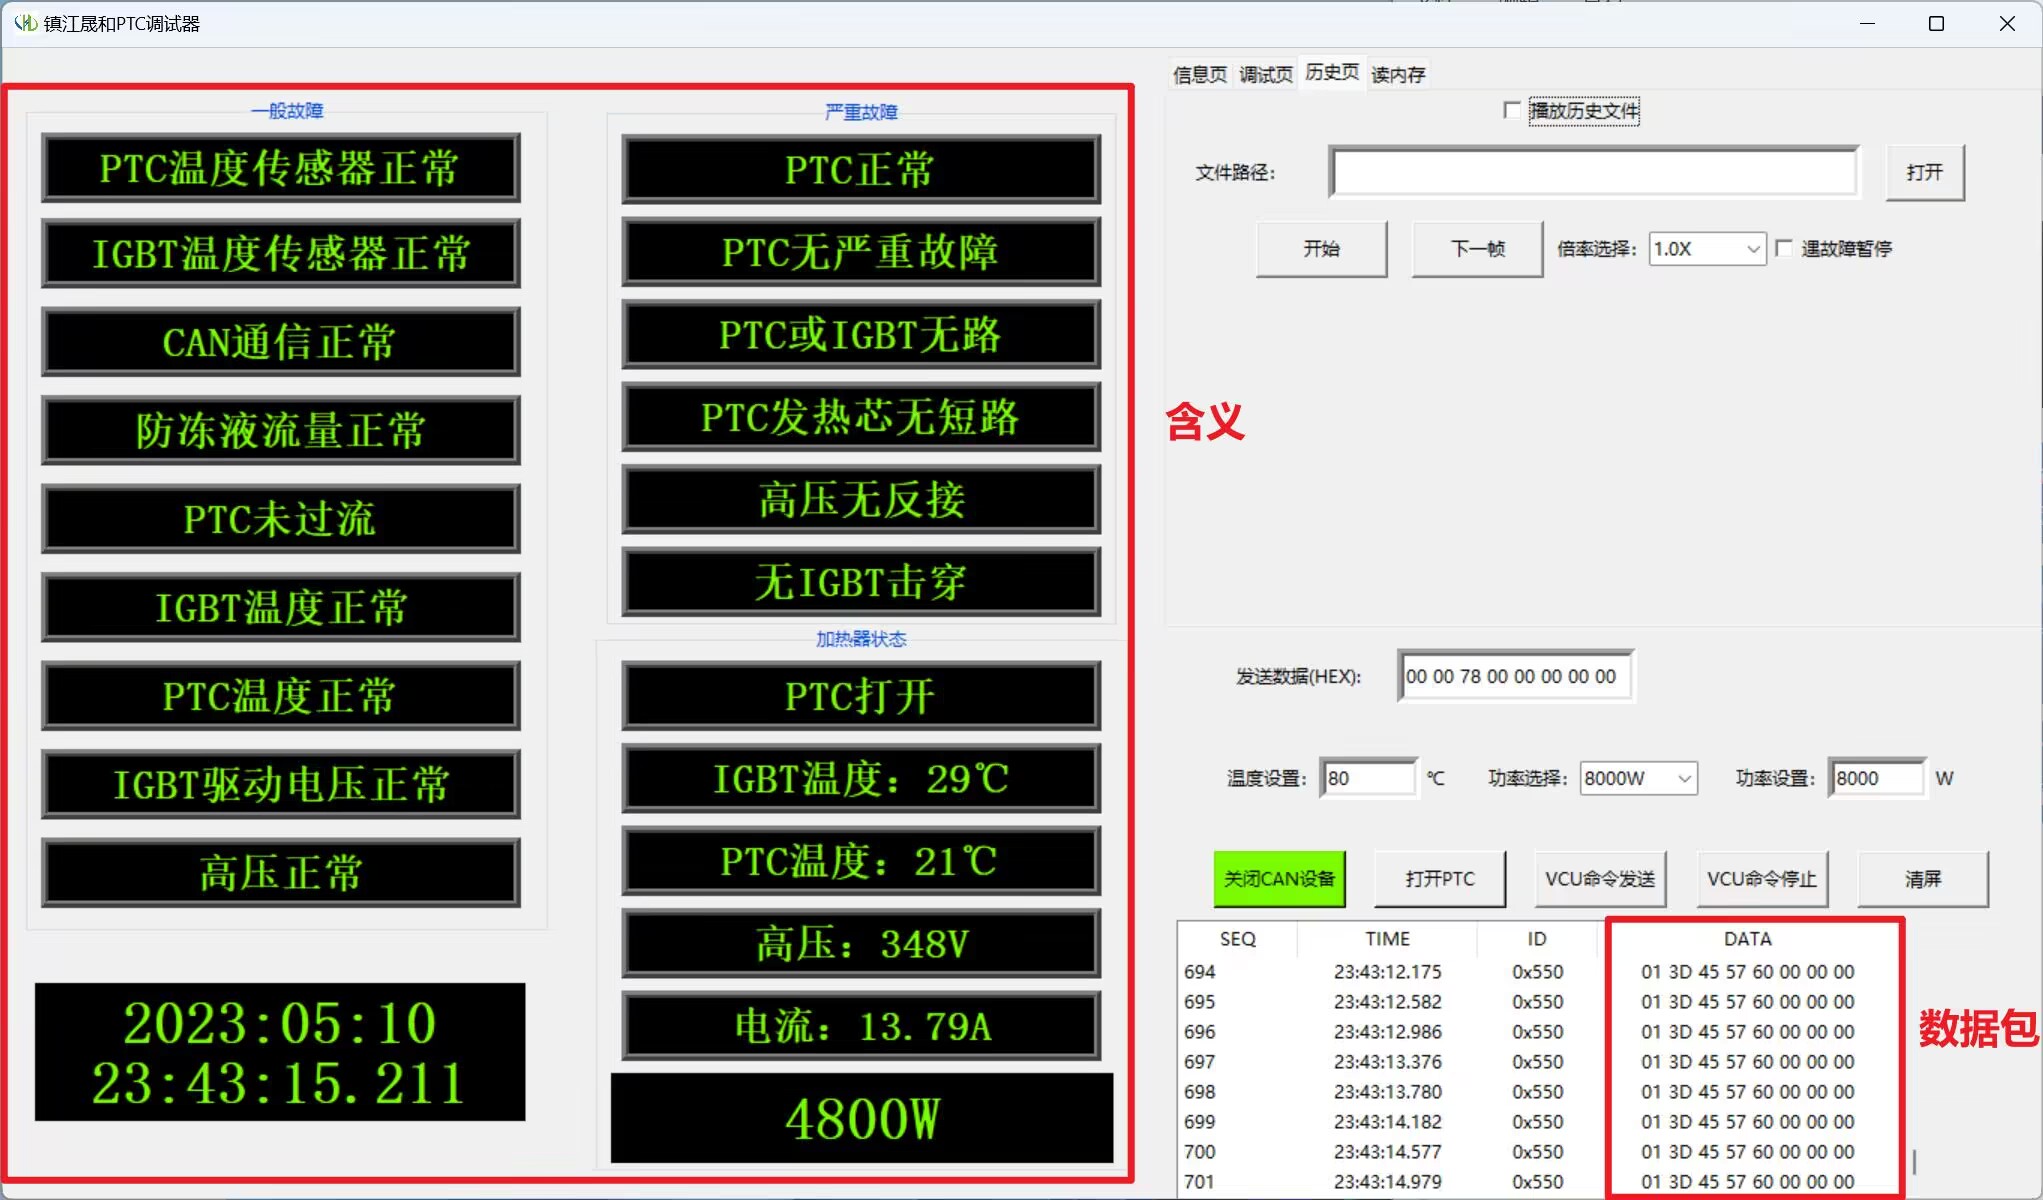 镇江晟和PTC调试器
一般故障
PTC温度传感器正常
IGBT温度传感器正常
CAN通信正常
防冻液流量正常
PTC未过流
IGBT温度正常
PTC温度正常
IGBT驱动电压正常
高压正常
2023:05:10
23:43:15.211
严重故障
PTC正常
PTC无严重故障
PTC或IGBT无路
PTC发热芯无短路
高压无反接
无IGBT击穿
加热器状态
PTC打开
IGBT温度：29℃
PTC温度：21℃
高压：348V
电流：13.79A
4800W
含义
信息页 调试页 历史页 读内存
播放历史文件
文件路径： 打开
开始 下一帧 倍率选择： 1.0X 遇故障暂停
发送数据(HEX)： 00 00 78 00 00 00 00 00
温度设置： 80 ℃ 功率选择： 8000W 功率设置： 8000 W
关闭CAN设备 打开PTC VCU命令发送 VCU命令停止 清屏
SEQ TIME ID DATA
694 23:43:12.175 0x550 01 3D 45 57 60 00 00 00
695 23:43:12.582 0x550 01 3D 45 57 60 00 00 00
696 23:43:12.986 0x550 01 3D 45 57 60 00 00 00
697 23:43:13.376 0x550 01 3D 45 57 60 00 00 00
698 23:43:13.780 0x550 01 3D 45 57 60 00 00 00
699 23:43:14.182 0x550 01 3D 45 57 60 00 00 00
700 23:43:14.577 0x550 01 3D 45 57 60 00 00 00
701 23:43:14.979 0x550 01 3D 45 57 60 00 00 00
数据包